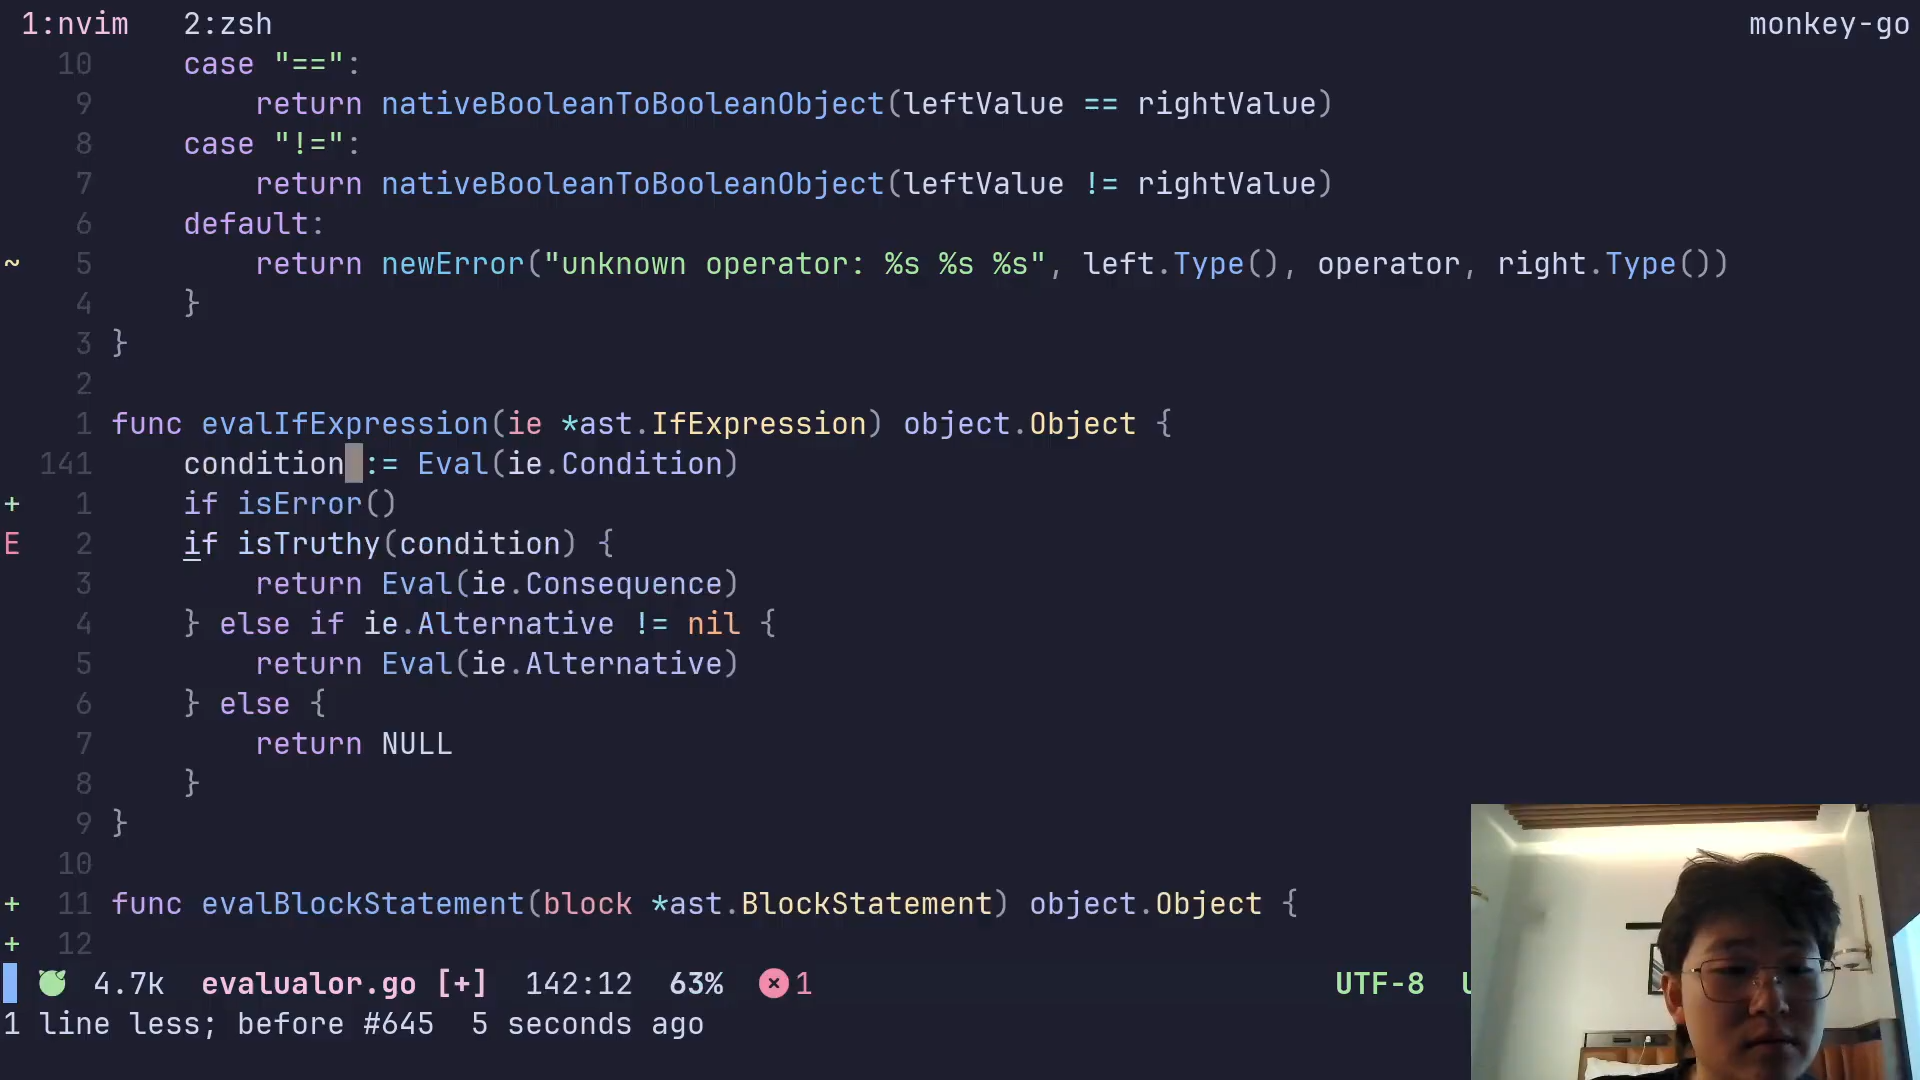 1:nvim 2:zsh monkey-go
10 case "==":
9 return nativeBooleanToBooleanObject(leftValue == rightValue)
8 case "!=":
7 return nativeBooleanToBooleanObject(leftValue != rightValue)
6 default:
~ 5 return newError("unknown operator: %s %s %s", left.Type(), operator, right.Type())
4 }
3 }
2
1 func evalIfExpression(ie *ast.IfExpression) object.Object {
141 condition := Eval(ie.Condition)
+ 1 if isError()
E 2 if isTruthy(condition) {
3 return Eval(ie.Consequence)
4 } else if ie.Alternative != nil {
5 return Eval(ie.Alternative)
6 } else {
7 return NULL
8 }
9 }
10
+ 11 func evalBlockStatement(block *ast.BlockStatement) object.Object {
+ 12
4.7k evalualor.go [+] 142:12 63% 1 UTF-8
1 line less; before #645 5 seconds ago